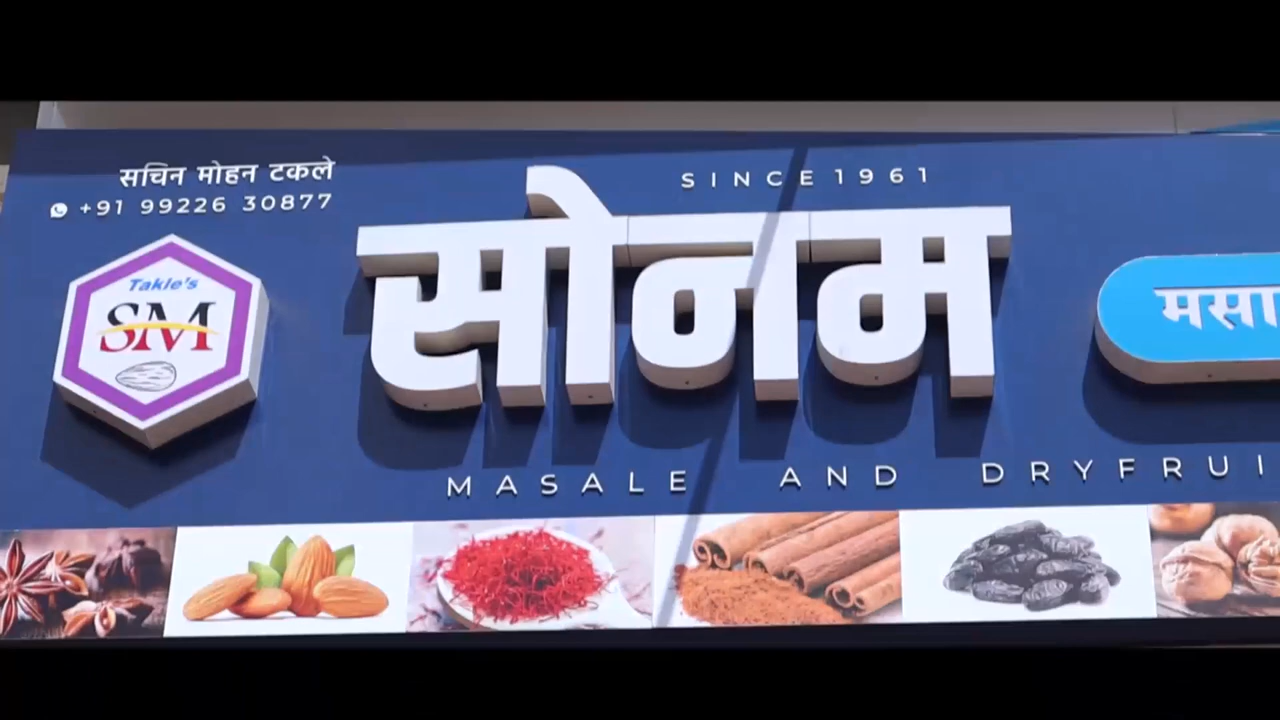 सचिन मोहन टकले
+91 99226 30877
SINCE 1961
Takle's
SM
सोनम
मसा
MASALE AND DRYFRUI